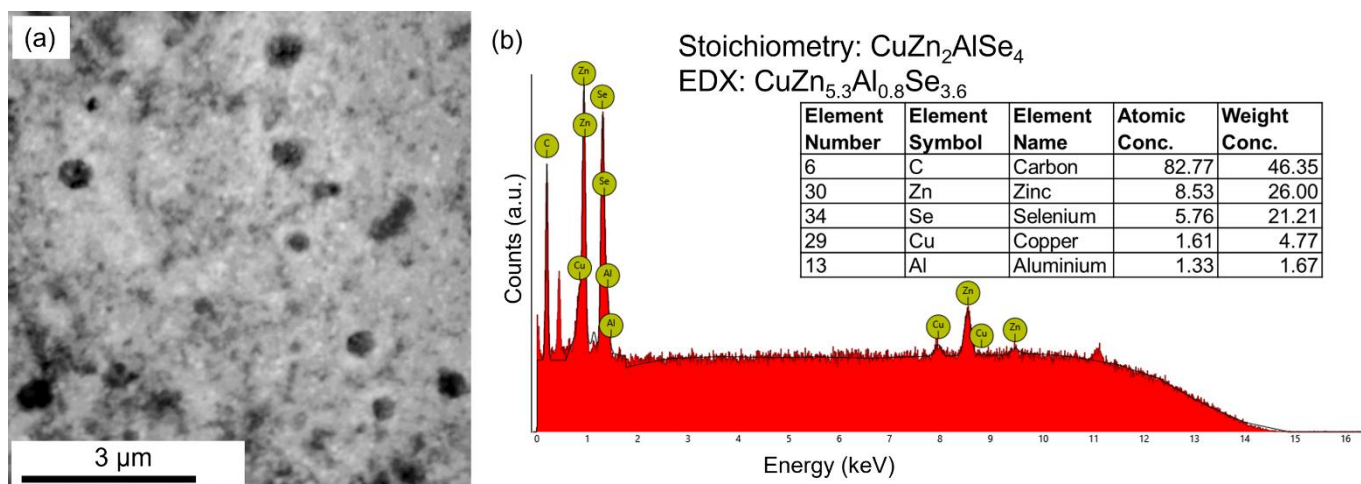 (a)
3 µm
(b)
Stoichiometry: CuZn₂AlSe₄
EDX: CuZn₅.₃Al₀.₈Se₃.₆
Element Number Element Symbol Element Name Atomic Conc. Weight Conc.
6 C Carbon 82.77 46.35
30 Zn Zinc 8.53 26.00
34 Se Selenium 5.76 21.21
29 Cu Copper 1.61 4.77
13 Al Aluminium 1.33 1.67
Counts (a.u.)
C
Zn
Zn
Cu
Se
Se
Al
Al
Cu
Zn
Cu
Zn
0 1 2 3 4 5 6 7 8 9 10 11 12 13 14 15 16
Energy (keV)